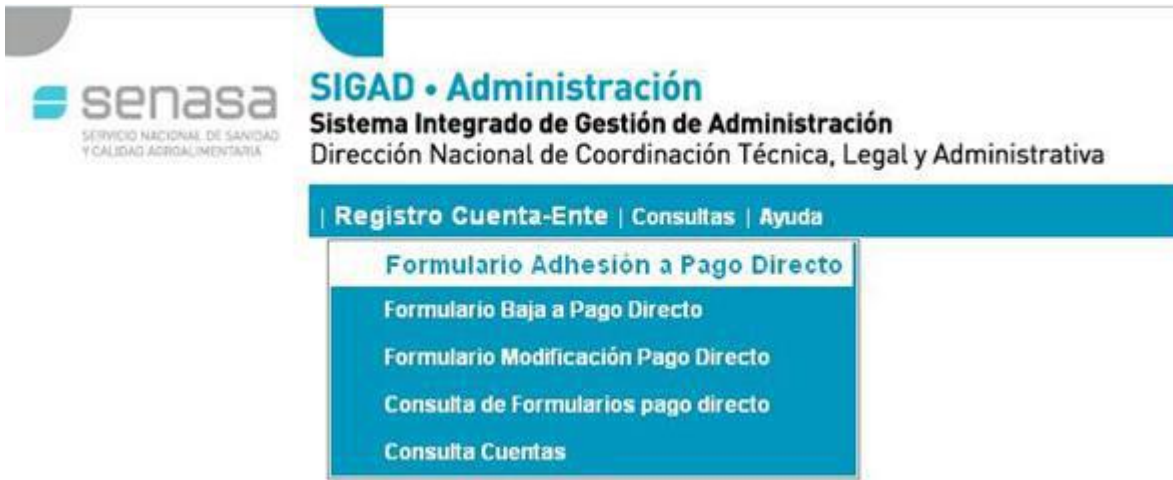 senasa
SERVICIO NACIONAL DE SANIDAD
Y CALIDAD AGROALIMENTARIA
SIGAD • Administración
Sistema Integrado de Gestión de Administración
Dirección Nacional de Coordinación Técnica, Legal y Administrativa
| Registro Cuenta-Ente | Consultas | Ayuda
Formulario Adhesión a Pago Directo
Formulario Baja a Pago Directo
Formulario Modificación Pago Directo
Consulta de Formularios pago directo
Consulta Cuentas